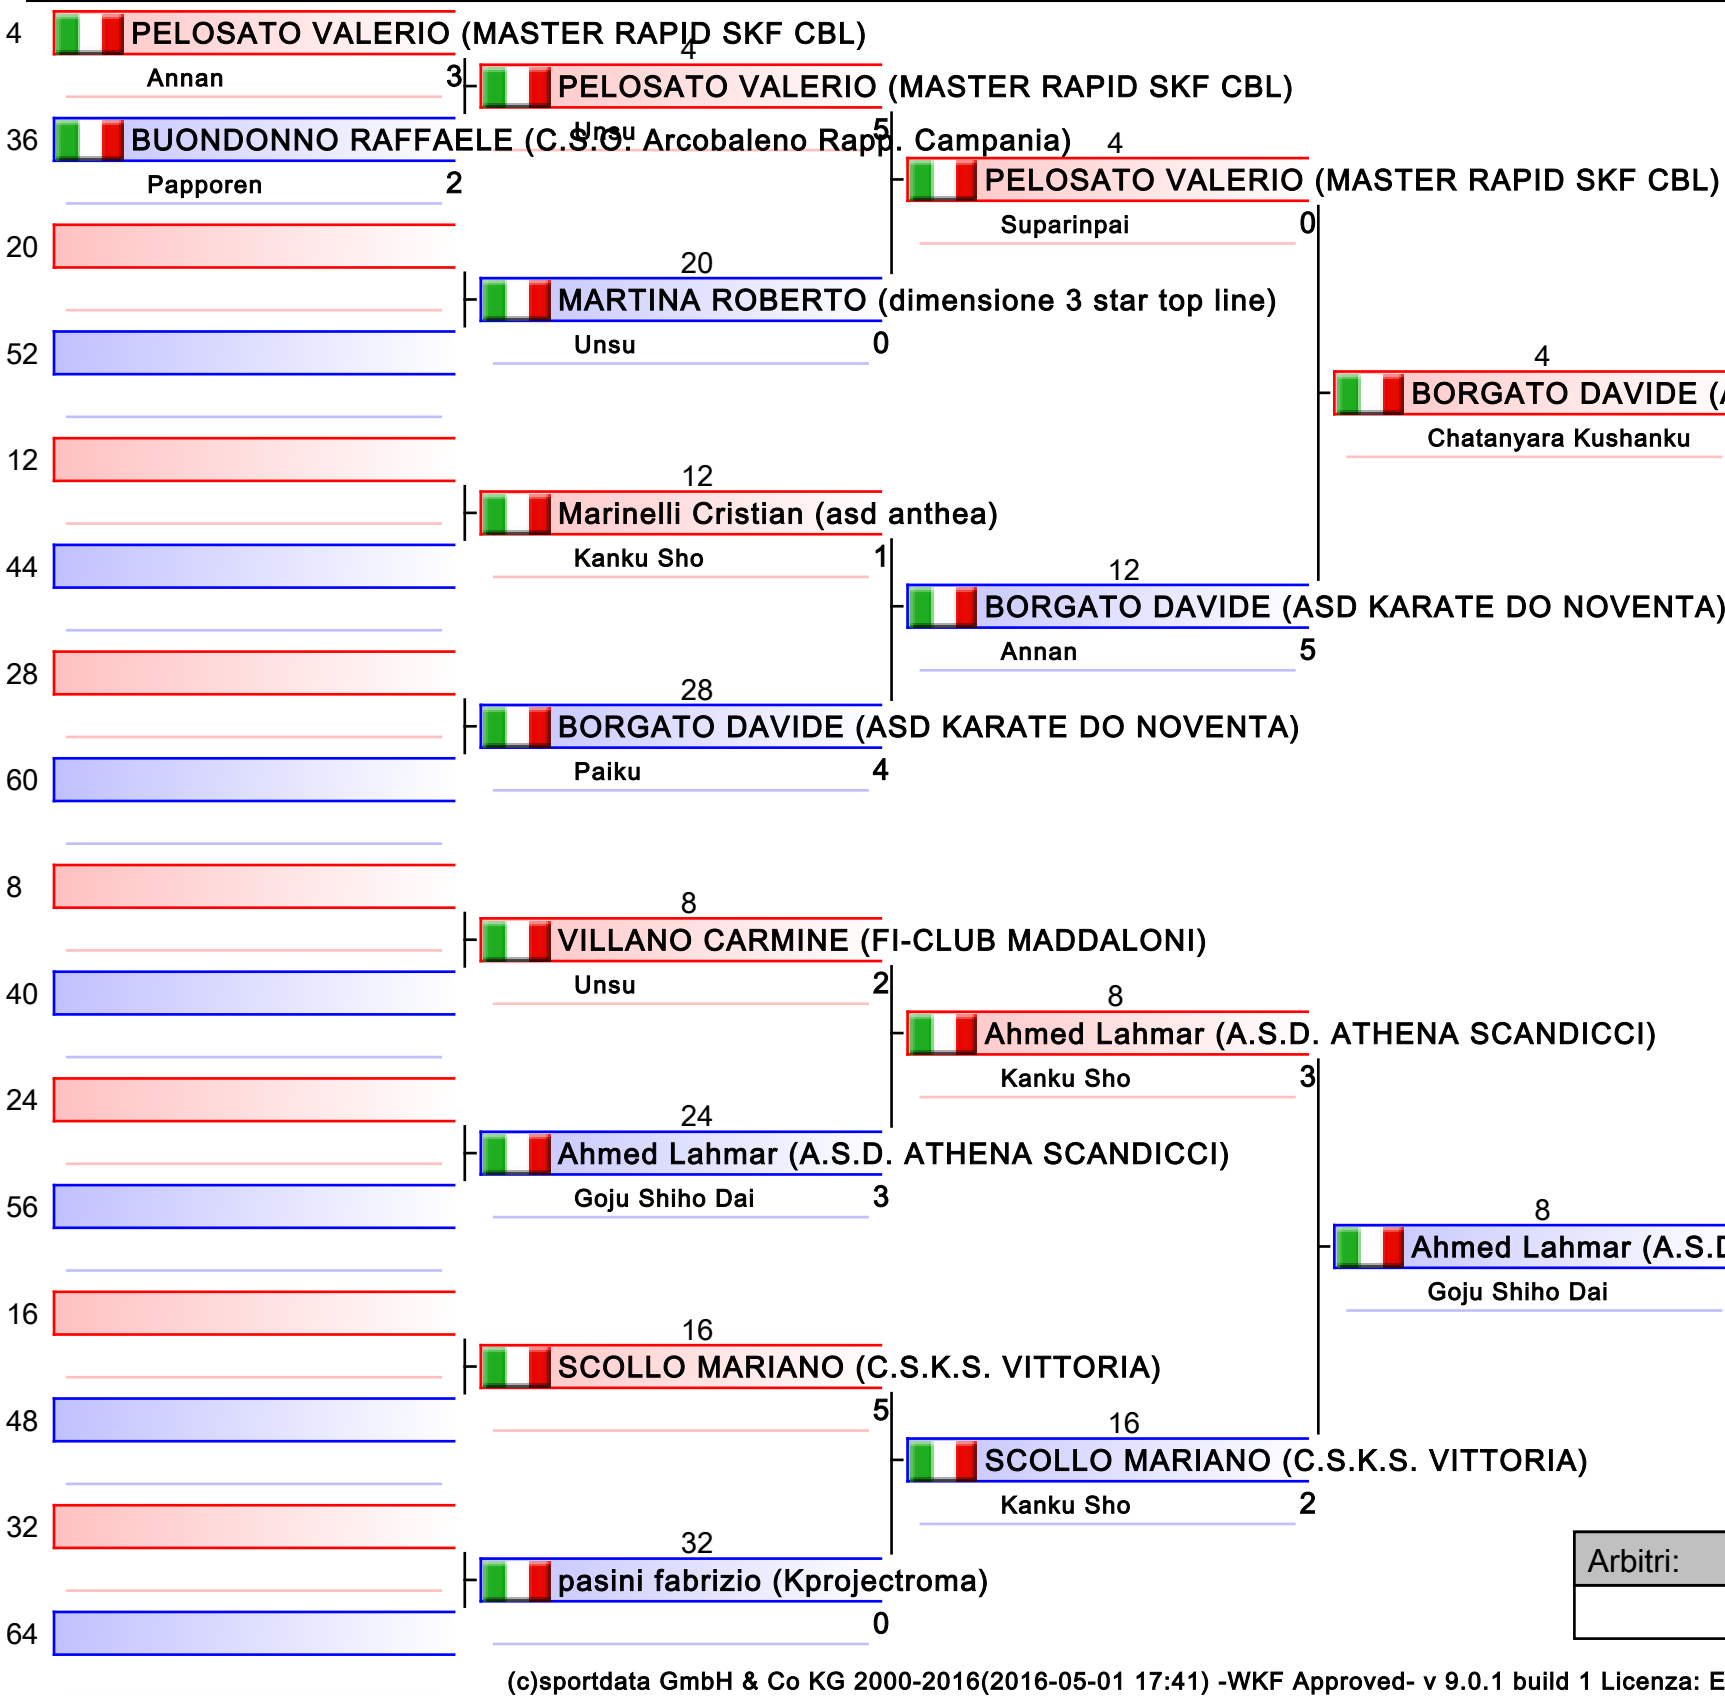 4 PELOSATO VALERIO (MASTER RAPID SKF CBL)
Annan 3
36 BUONDONNO RAFFAELE (C.S.O. Arcobaleno Rapp. Campania)
Papporen 2
20
52
12
44
28
60
8
40
24
56
16
48
32
64
4
PELOSATO VALERIO (MASTER RAPID SKF CBL)
Unsu 5
20
MARTINA ROBERTO (dimensione 3 star top line)
Unsu 0
12
Marinelli Cristian (asd anthea)
Kanku Sho 1
28
BORGATO DAVIDE (ASD KARATE DO NOVENTA)
Paiku 4
8
VILLANO CARMINE (FI-CLUB MADDALONI)
Unsu 2
24
Ahmed Lahmar (A.S.D. ATHENA SCANDICCI)
Goju Shiho Dai 3
16
SCOLLO MARIANO (C.S.K.S. VITTORIA)
5
32
pasini fabrizio (Kprojectroma)
0
4
PELOSATO VALERIO (MASTER RAPID SKF CBL)
Suparinpai 0
12
BORGATO DAVIDE (ASD KARATE DO NOVENTA)
Annan 5
8
Ahmed Lahmar (A.S.D. ATHENA SCANDICCI)
Kanku Sho 3
16
SCOLLO MARIANO (C.S.K.S. VITTORIA)
Kanku Sho 2
4
BORGATO DAVIDE (
Chatanyara Kushanku
8
Ahmed Lahmar (A.S.
Goju Shiho Dai
Arbitri:
(c)sportdata GmbH & Co KG 2000-2016(2016-05-01 17:41) -WKF Approved- v 9.0.1 build 1 Licenza: